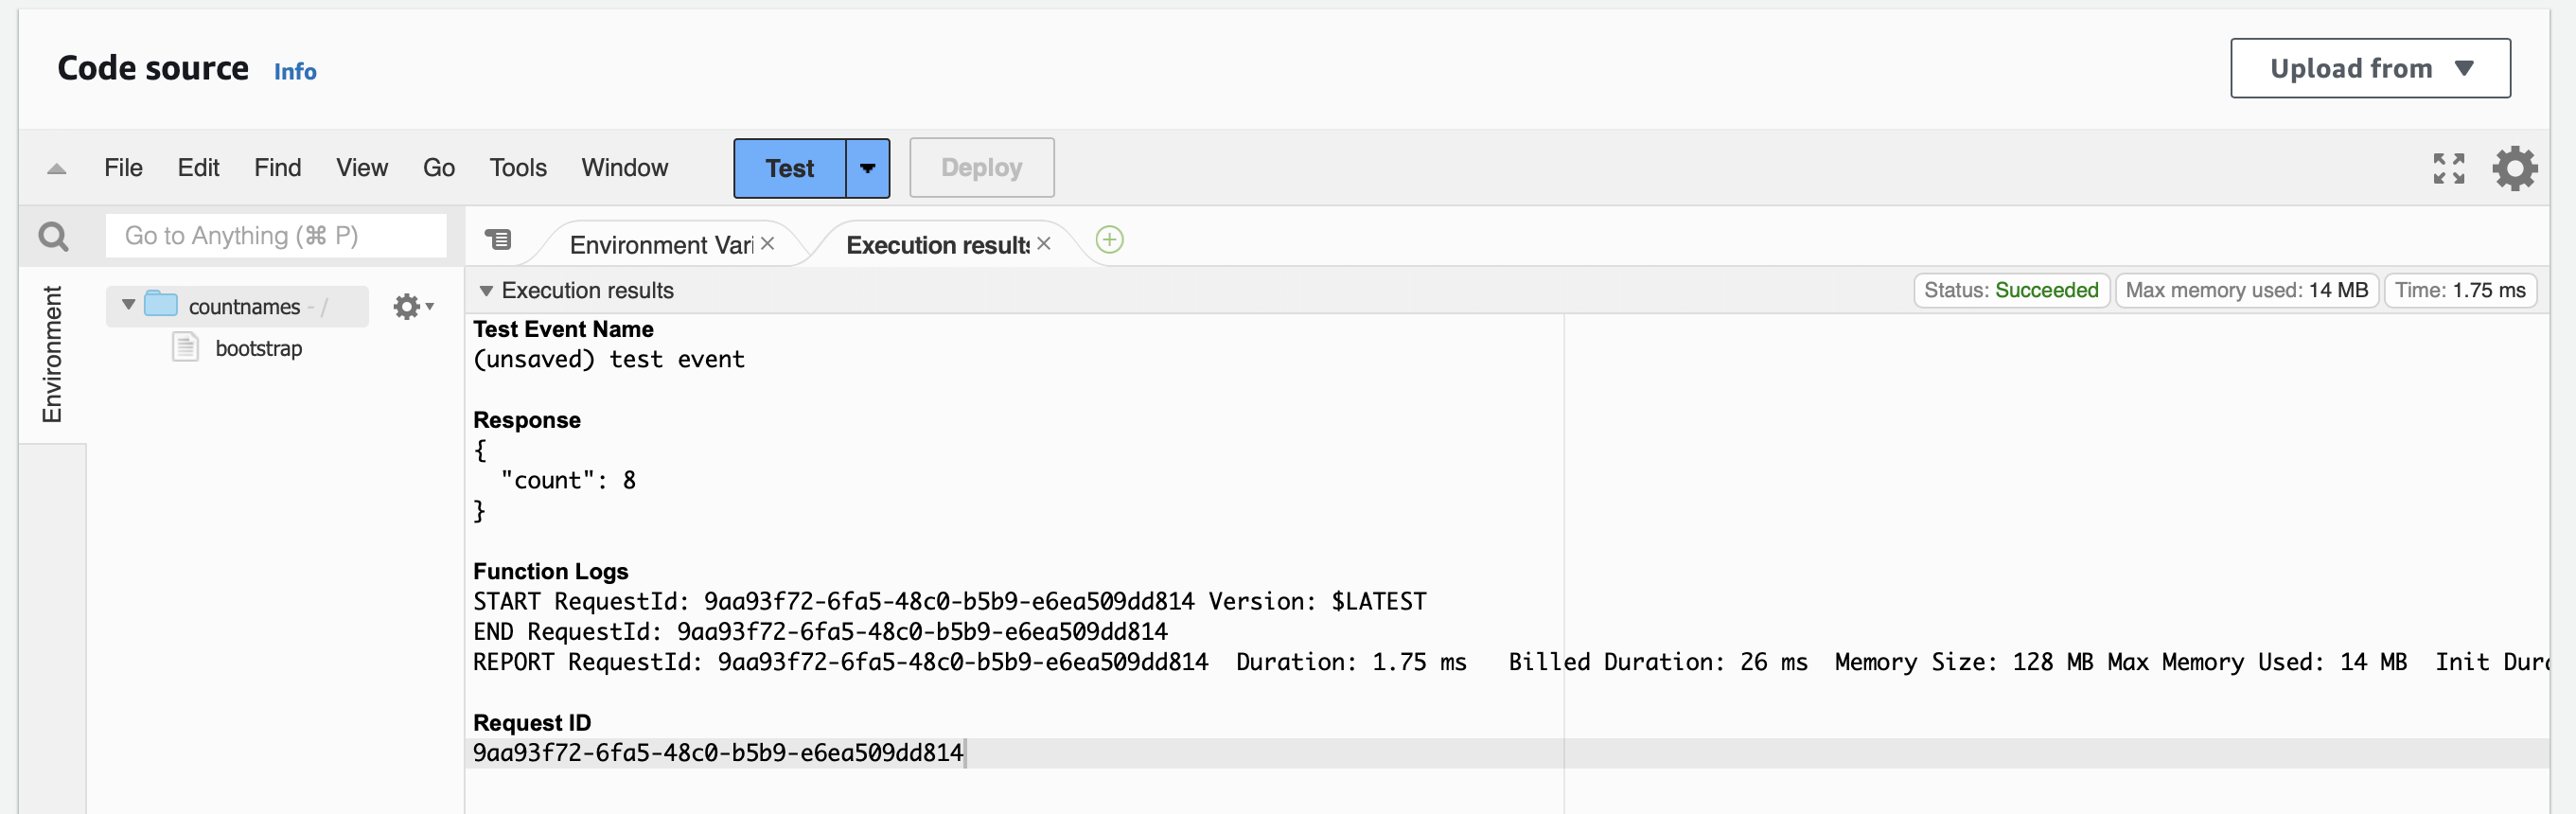 Code source Info
Upload from
File Edit Find View Go Tools Window Test Deploy
Go to Anything (⌘ P)
Environment Vari
Execution results
Environment
countnames - /
bootstrap
Execution results
Status: Succeeded Max memory used: 14 MB Time: 1.75 ms
Test Event Name
(unsaved) test event
Response
{
"count": 8
}
Function Logs
START RequestId: 9aa93f72-6fa5-48c0-b5b9-e6ea509dd814 Version: $LATEST
END RequestId: 9aa93f72-6fa5-48c0-b5b9-e6ea509dd814
REPORT RequestId: 9aa93f72-6fa5-48c0-b5b9-e6ea509dd814 Duration: 1.75 ms Billed Duration: 26 ms Memory Size: 128 MB Max Memory Used: 14 MB Init Dur
Request ID
9aa93f72-6fa5-48c0-b5b9-e6ea509dd814